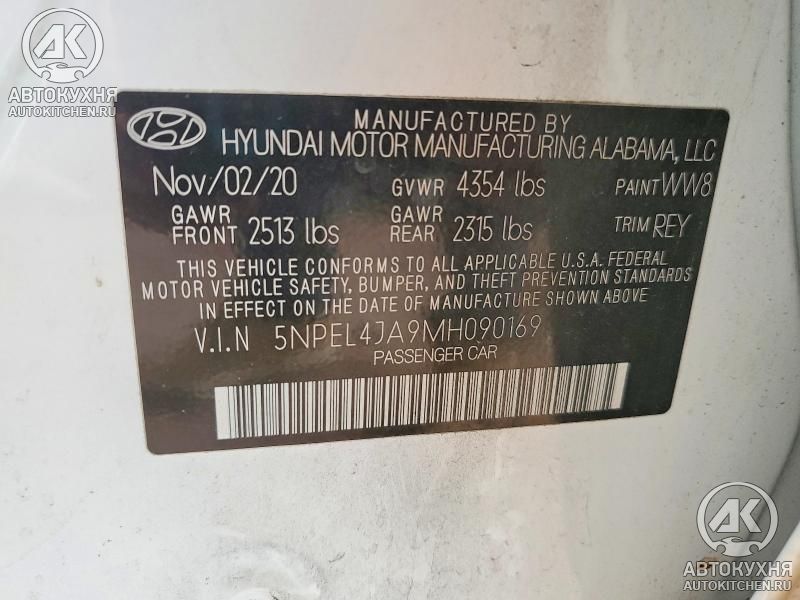 AK
АВТОКУХНЯ
AUTOKITCHEN.RU
MANUFACTURED BY
HYUNDAI MOTOR MANUFACTURING ALABAMA, LLC
Nov/02/20 GVWR 4354 lbs PAINT WW8
GAWR FRONT 2513 lbs GAWR REAR 2315 lbs TRIM REY
THIS VEHICLE CONFORMS TO ALL APPLICABLE U.S.A. FEDERAL
MOTOR VEHICLE SAFETY, BUMPER, AND THEFT PREVENTION STANDARDS
IN EFFECT ON THE DATE OF MANUFACTURE SHOWN ABOVE
V.I.N 5NPEL4JA9MH090169
PASSENGER CAR
AK
АВТОКУХНЯ
AUTOKITCHEN.RU